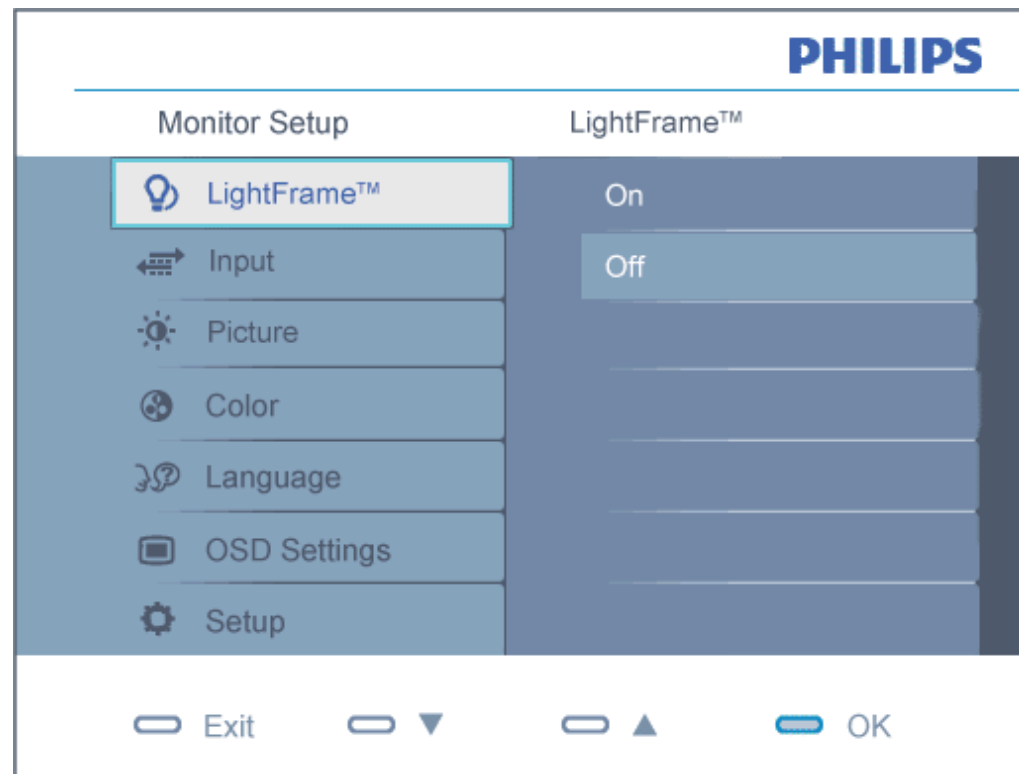 PHILIPS
Monitor Setup LightFrame™
LightFrame™ On
Input Off
Picture
Color
Language
OSD Settings
Setup
Exit ▼ ▲ OK